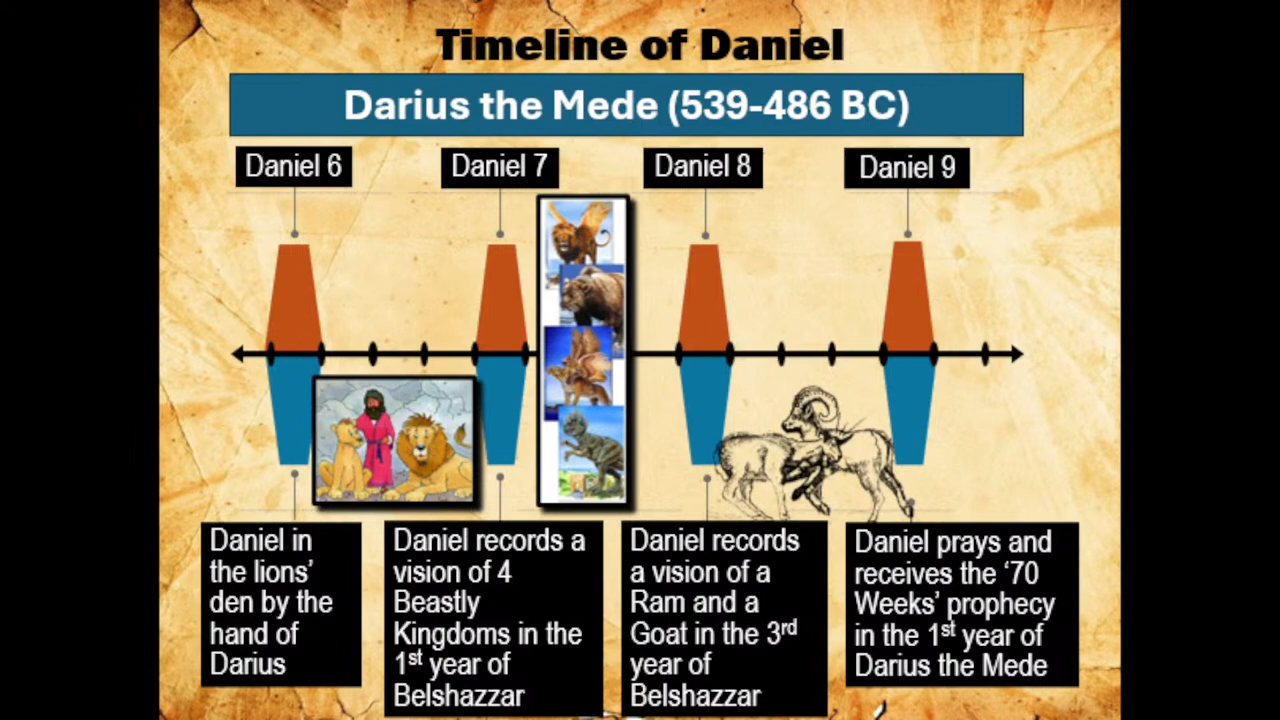 Timeline of Daniel
Darius the Mede (539-486 BC)
Daniel 6
Daniel 7
Daniel 8
Daniel 9
Daniel in
the lions’
den by the
hand of
Darius
Daniel records a
vision of 4
Beastly
Kingdoms in the
1st year of
Belshazzar
Daniel records
a vision of a
Ram and a
Goat in the 3rd
year of
Belshazzar
Daniel prays and
receives the ‘70
Weeks’ prophecy
in the 1st year of
Darius the Mede